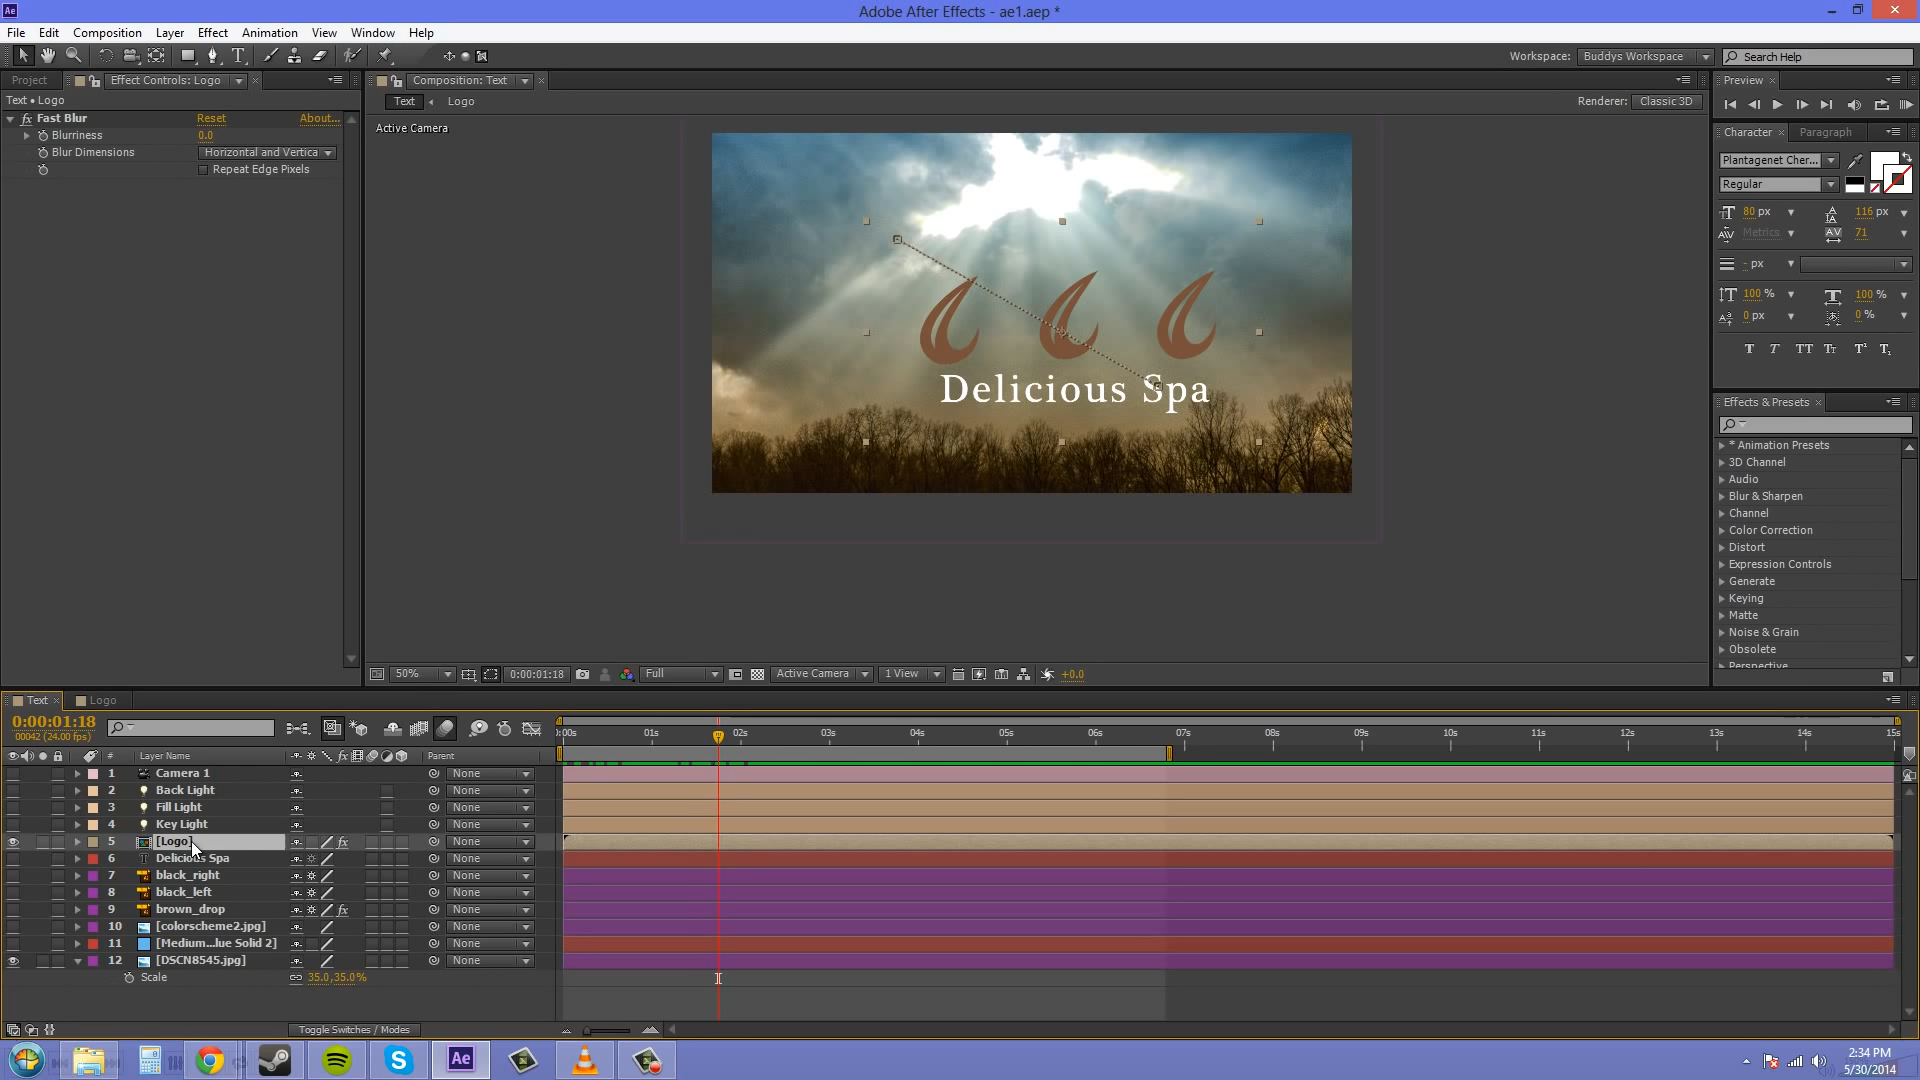 Adobe After Effects - ae1.aep *
File Edit Composition Layer Effect Animation View Window Help
Workspace: Buddys Workspace Search Help
Project Effect Controls: Logo
Composition: Text
Preview
Text • Logo
Text Logo
Renderer: Classic 3D
Fast Blur Reset About...
Blurriness 0.0
Blur Dimensions Horizontal and Vertica
Repeat Edge Pixels
Active Camera
Delicious Spa
Character Paragraph
Plantagenet Cher...
Regular
80 px 116 px
Metrics 71
- px
100 % 100 %
0 px 0 %
T T TT Tr T¹ T₁
Effects & Presets
* Animation Presets
3D Channel
Audio
Blur & Sharpen
Channel
Color Correction
Distort
Expression Controls
Generate
Keying
Matte
Noise & Grain
Obsolete
Perspective
50% 0:00:01:18 Full Active Camera 1 View +0.0
Text Logo
0:00:01:18
00042 (24.00 fps)
:00s 01s 02s 03s 04s 05s 06s 07s 08s 09s 10s 11s 12s 13s 14s 15s
# Layer Name Parent
1 Camera 1 None
2 Back Light None
3 Fill Light None
4 Key Light None
5 [Logo] fx None
6 Delicious Spa None
7 black_right None
8 black_left None
9 brown_drop fx None
10 [colorscheme2.jpg] None
11 [Medium...lue Solid 2] None
12 [DSCN8545.jpg] None
Scale 35.0,35.0%
Toggle Switches / Modes
Ae
2:34 PM
5/30/2014